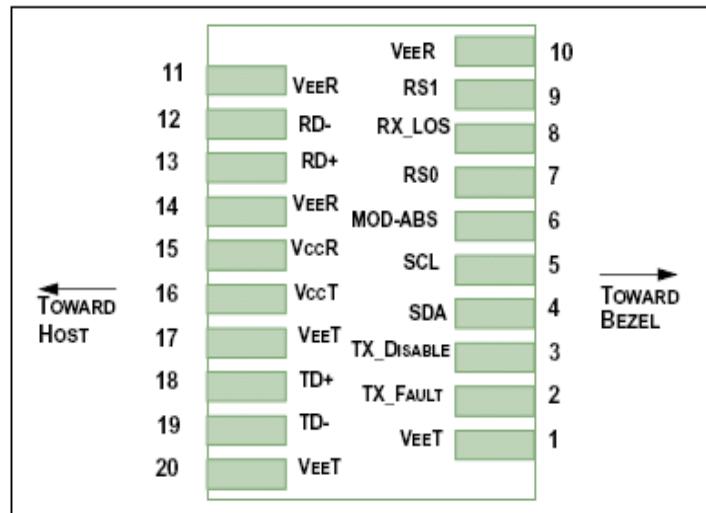 11 VEER
12 RD-
13 RD+
14 VEER
15 VCCR
16 VCCT
17 VEET
18 TD+
19 TD-
20 VEET
VEER 10
RS1 9
RX_LOS 8
RS0 7
MOD-ABS 6
SCL 5
SDA 4
TX_DISABLE 3
TX_FAULT 2
VEET 1
TOWARD
HOST
TOWARD
BEZEL